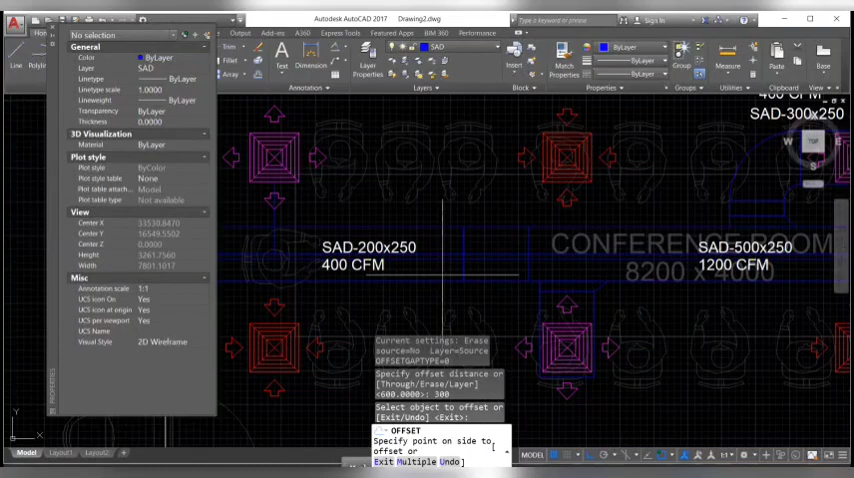 Autodesk AutoCAD 2017 Drawing2.dwg
Type a keyword or phrase
Sign In
Output
Add-ins
A360
Express Tools
Featured Apps
BIM 360
Performance
Line
Trim
Fillet
Array
Text
Dimension
Layer
Properties
SAD
Insert
Match
Properties
ByLayer
ByLayer
ByLayer
Group
Measure
Paste
Base
Annotation
Layers
Block
Properties
Groups
Utilities
Clipboard
View
No selection
General
Color ByLayer
Layer SAD
Linetype ByLayer
Linetype scale 1.0000
Lineweight ByLayer
Transparency ByLayer
Thickness 0.0000
3D Visualization
Material ByLayer
Plot style
Plot style ByColor
Plot style table None
Plot table attach... Model
Plot table type Not available
View
Center X 33530.8470
Center Y 16549.5502
Center Z 0.0000
Height 3261.7560
Width 7801.1017
Misc
Annotation scale 1:1
UCS icon On Yes
UCS icon at origin Yes
UCS per viewport Yes
UCS Name
Visual Style 2D Wireframe
PROPERTIES
400 CFM
SAD-300x250
W TOP E
S
SAD-200x250
400 CFM
CONFERENCE ROOM
8200 x 4000
SAD-500x250
1200 CFM
Current settings: Erase
source=No Layer=Source
OFFSETGAPTYPE=0
Specify offset distance or
[Through/Erase/Layer]
<600.0000>: 300
Select object to offset or
[Exit/Undo] <Exit>:
OFFSET
Specify point on side to
offset or
Exit Multiple Undo]
Y
X
Model Layout1 Layout2 +
MODEL
1:1